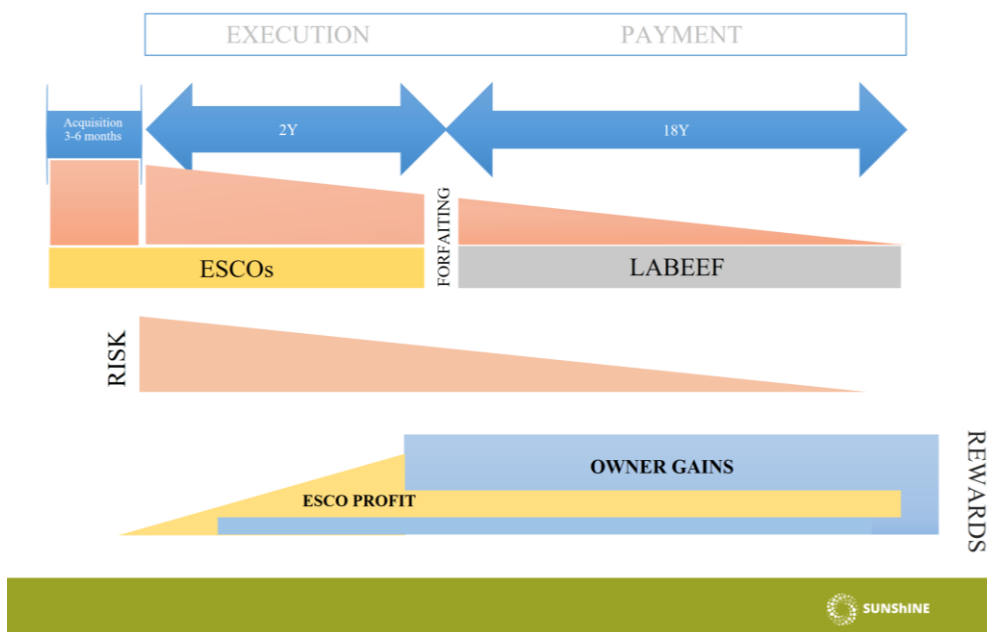 EXECUTION
PAYMENT
Acquisition
3-6 months
2Y
18Y
FORFAITING
ESCOs
LABEEF
RISK
OWNER GAINS
ESCO PROFIT
REWARDS
SUNShINE